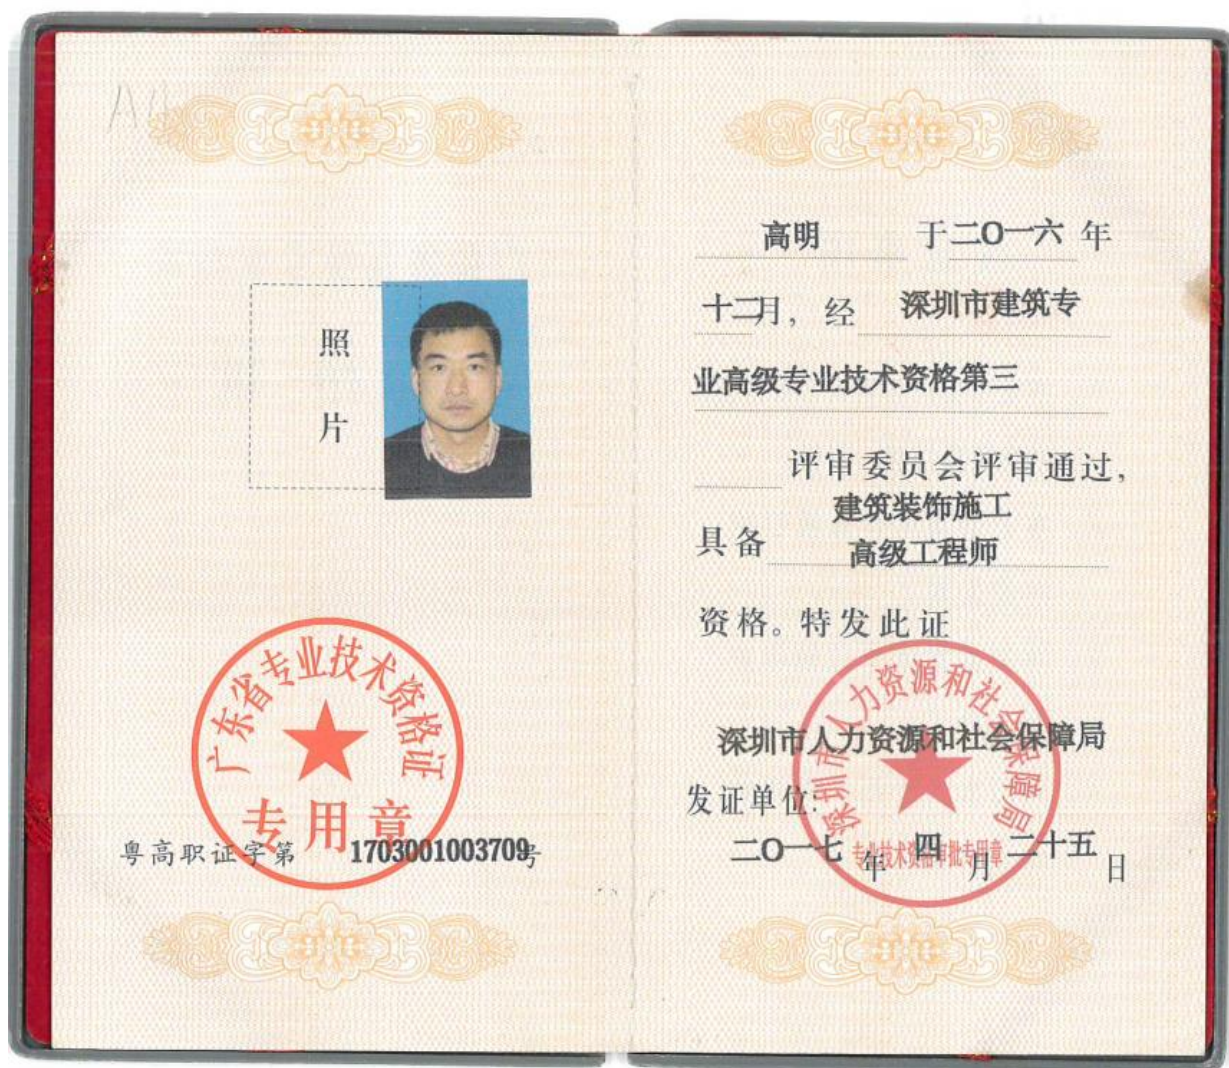 照
片
广东省专业技术资格证
专用章
粤高职证字第 1703001003709号
高明 于二O一六 年
十二月，经 深圳市建筑专
业高级专业技术资格第三
评审委员会评审通过，
建筑装饰施工
具备 高级工程师
资格。特发此证
深圳市人力资源和社会保障局
深圳市人力资源和社会保障局
发证单位：
专业技术资格审批专用章
二O一七 年 四 月 二十五 日